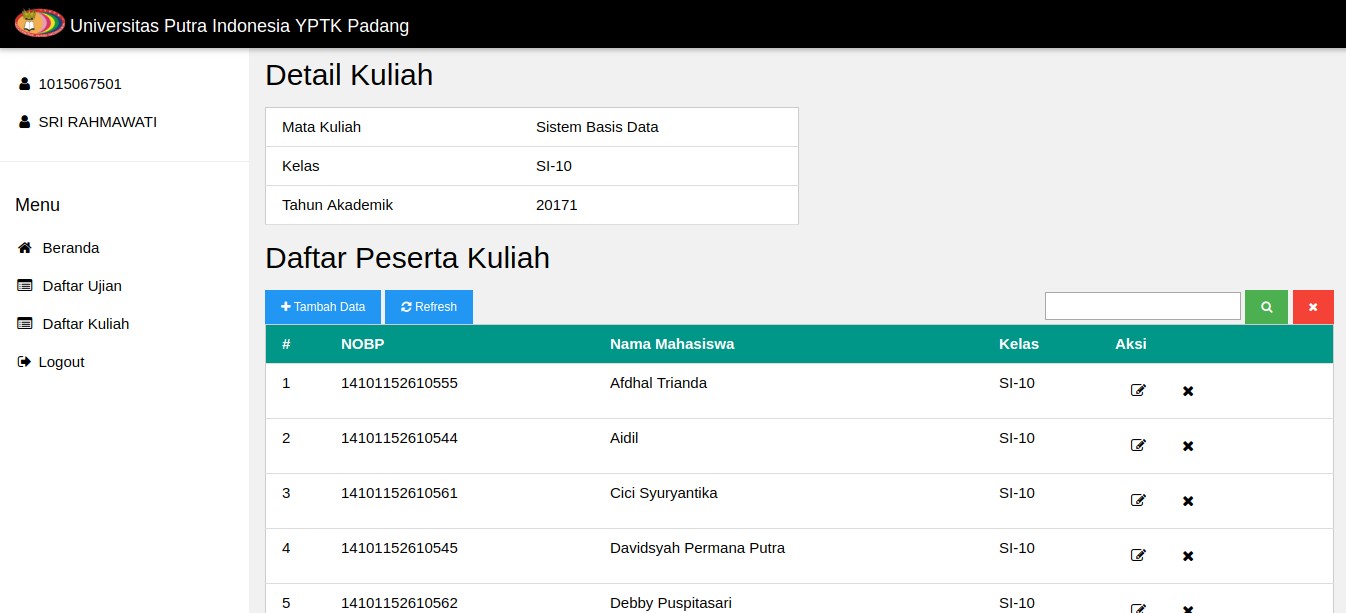 Universitas Putra Indonesia YPTK Padang
1015067501
SRI RAHMAWATI
Menu
Beranda
Daftar Ujian
Daftar Kuliah
Logout
Detail Kuliah
Mata Kuliah Sistem Basis Data
Kelas SI-10
Tahun Akademik 20171
Daftar Peserta Kuliah
Tambah Data Refresh
# NOBP Nama Mahasiswa Kelas Aksi
1 14101152610555 Afdhal Trianda SI-10
2 14101152610544 Aidil SI-10
3 14101152610561 Cici Syuryantika SI-10
4 14101152610545 Davidsyah Permana Putra SI-10
5 14101152610562 Debby Puspitasari SI-10